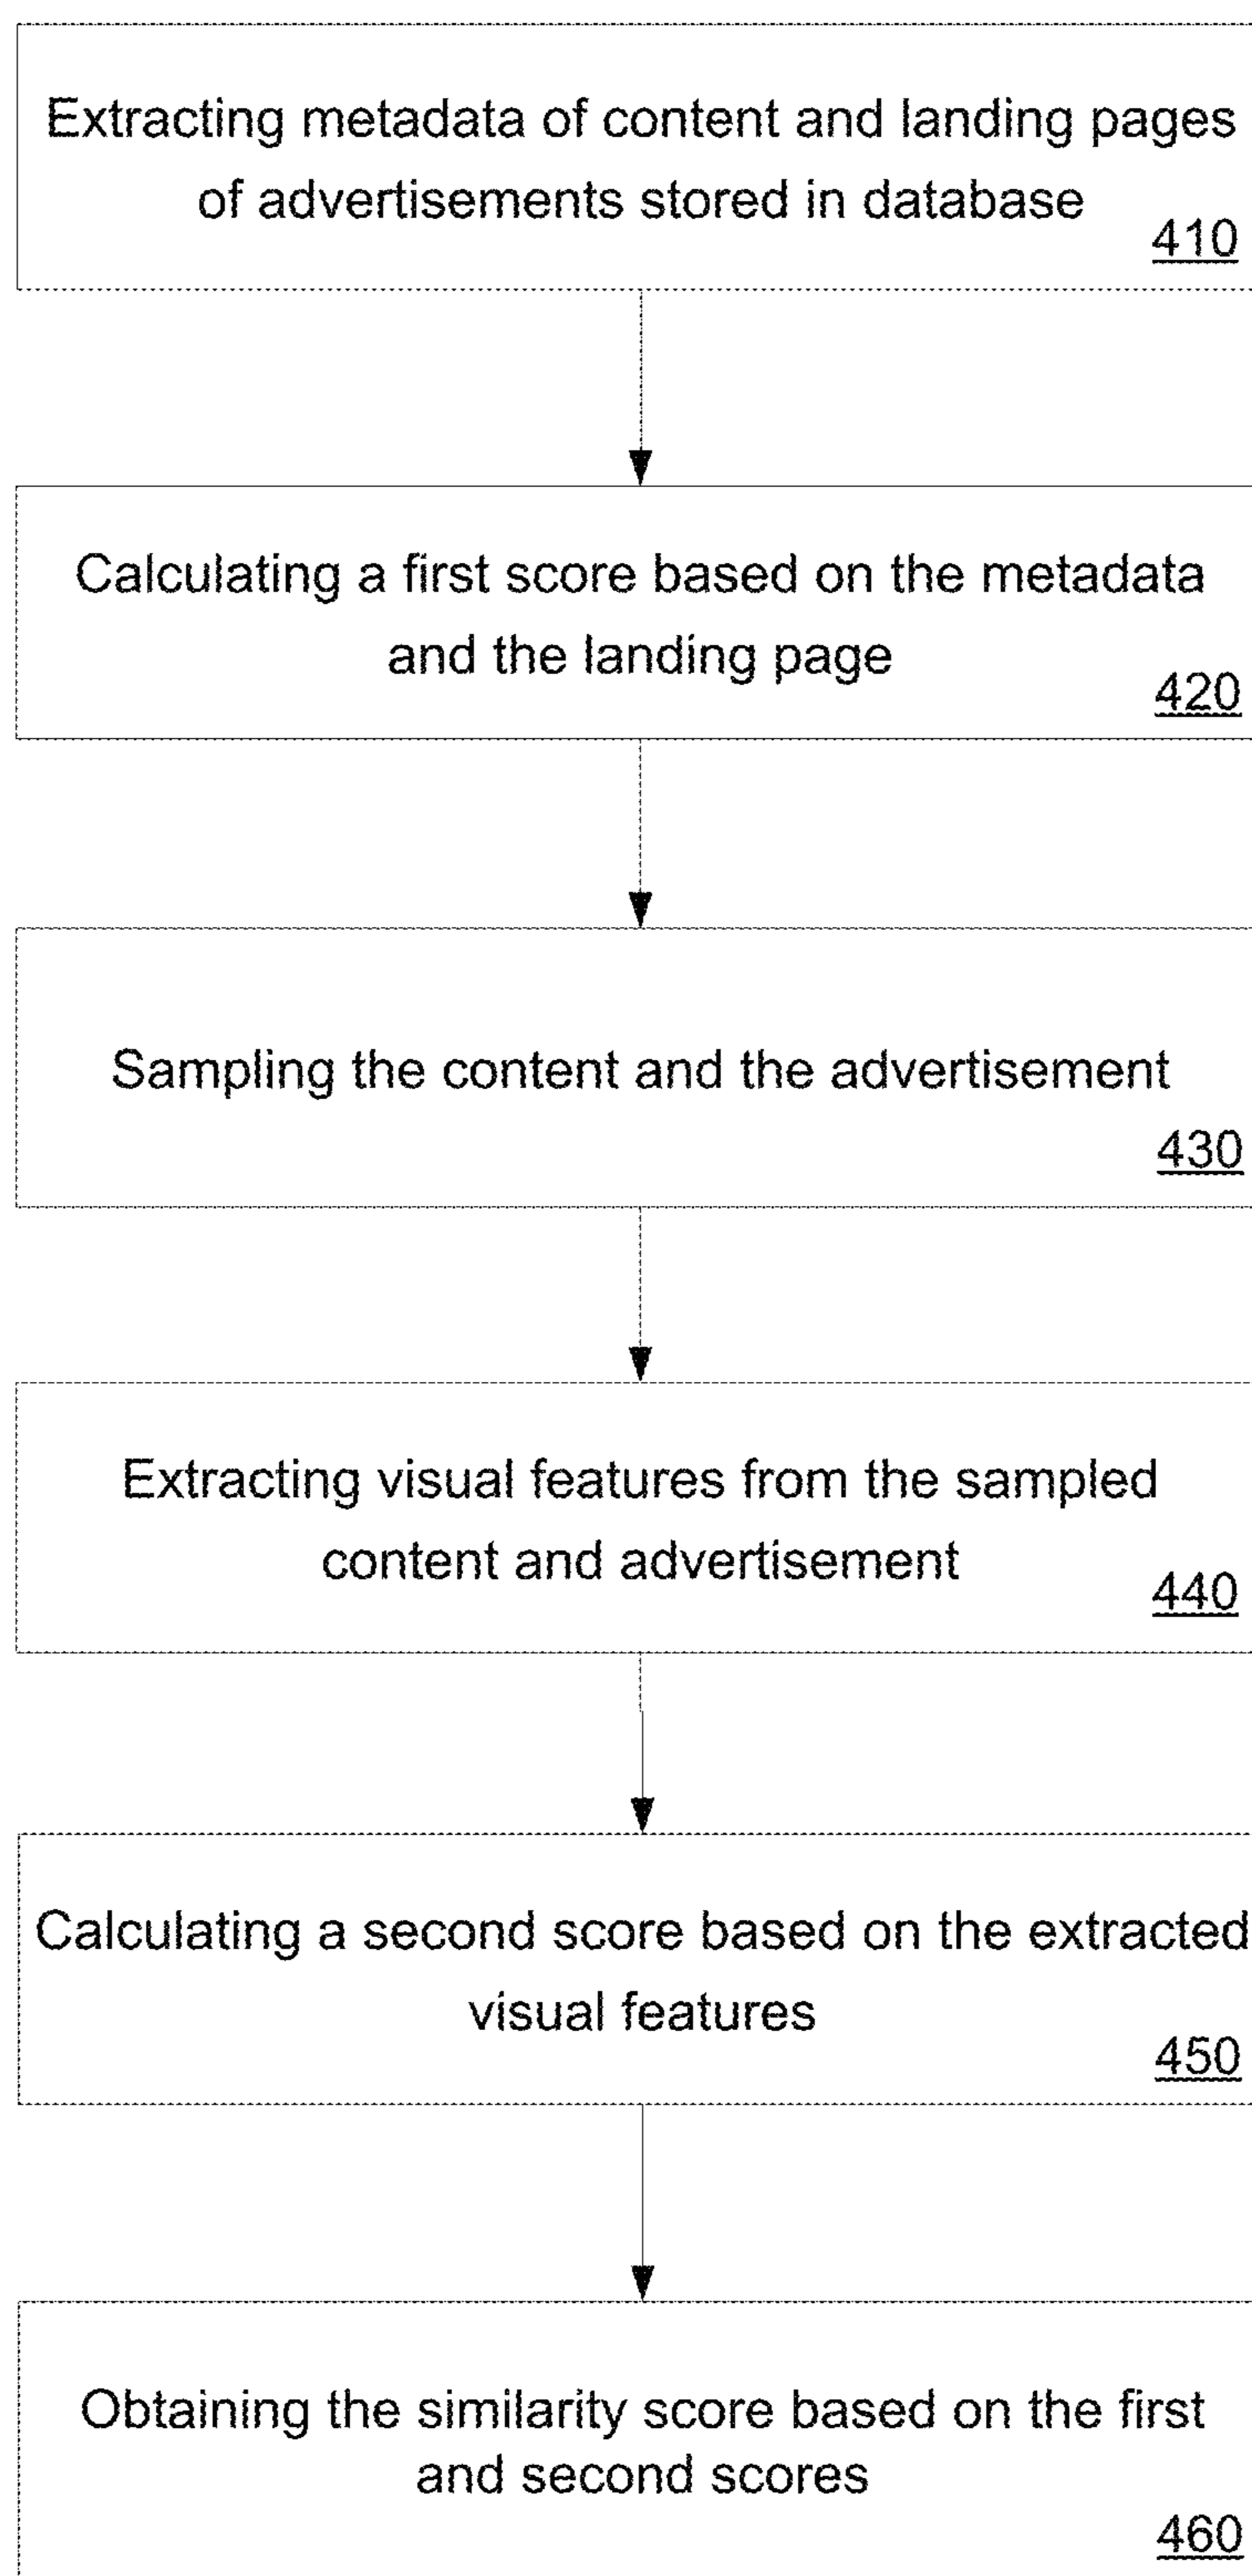 Extracting metadata of content and landing pages
of advertisements stored in database
410
Calculating a first score based on the metadata
and the landing page
420
Sampling the content and the advertisement
430
Extracting visual features from the sampled
content and advertisement
440
Calculating a second score based on the extracted
visual features
450
Obtaining the similarity score based on the first
and second scores
460